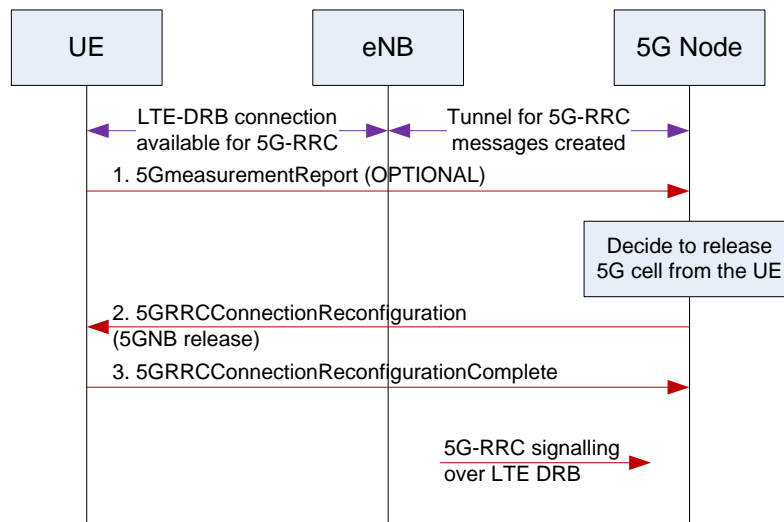 UE
eNB
5G Node
LTE-DRB connection
available for 5G-RRC
Tunnel for 5G-RRC
messages created
1. 5GmeasurementReport (OPTIONAL)
Decide to release
5G cell from the UE
2. 5GRRCConnectionReconfiguration
(5GNB release)
3. 5GRRCConnectionReconfigurationComplete
5G-RRC signalling
over LTE DRB